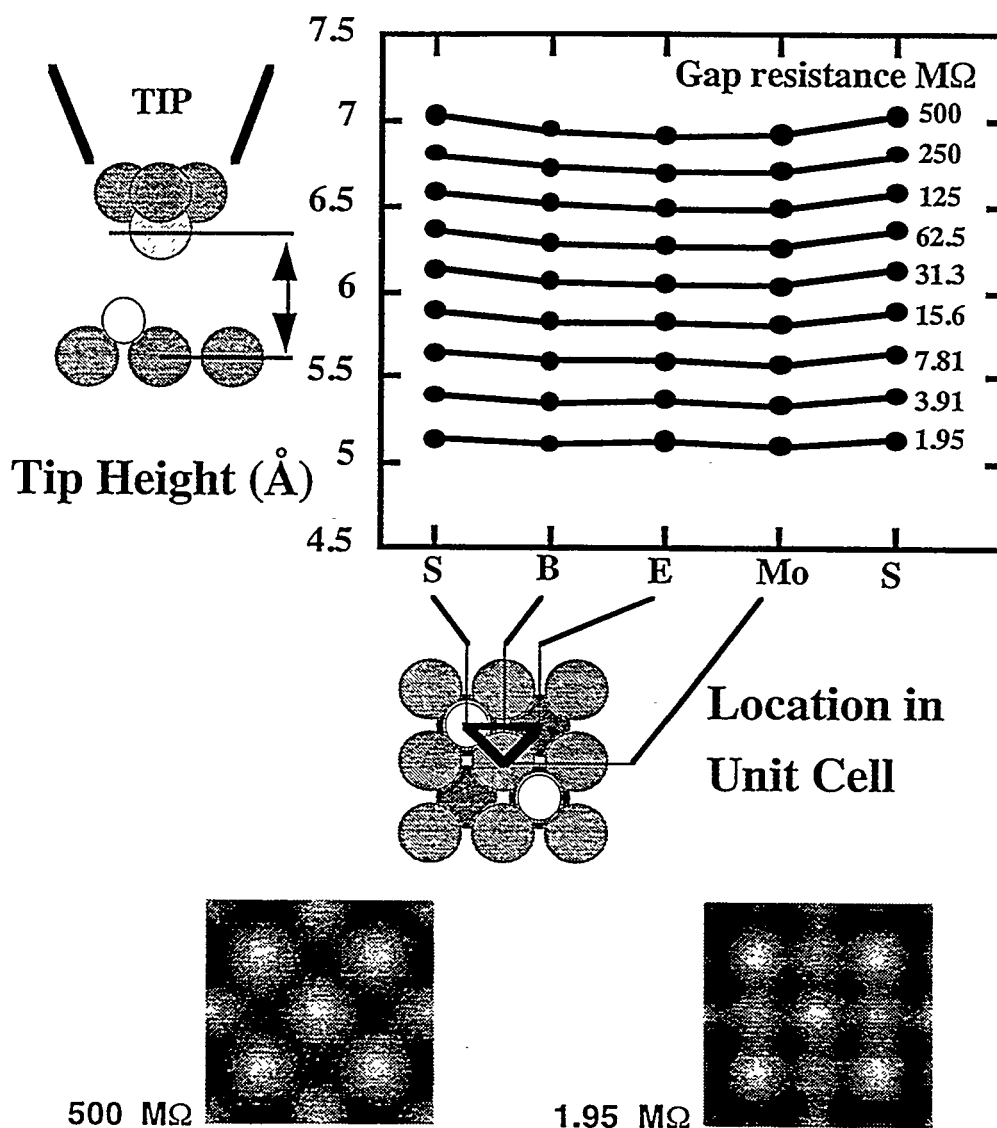 7.5
Gap resistance MΩ
TIP
7
500
250
6.5
125
62.5
6
31.3
15.6
5.5
7.81
3.91
Tip Height (Å)
5
1.95
4.5
S B E Mo S
Location in
Unit Cell
500 MΩ
1.95 MΩ